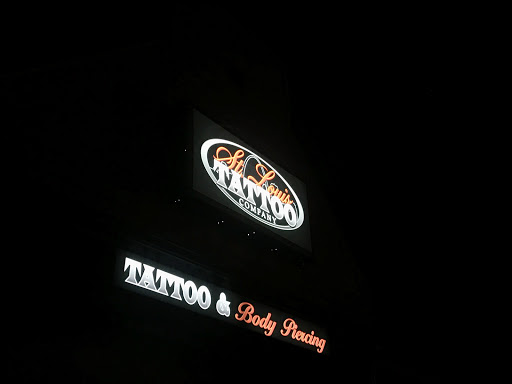 St. Louis
TATTOO
COMPANY
TATTOO & Body Piercing